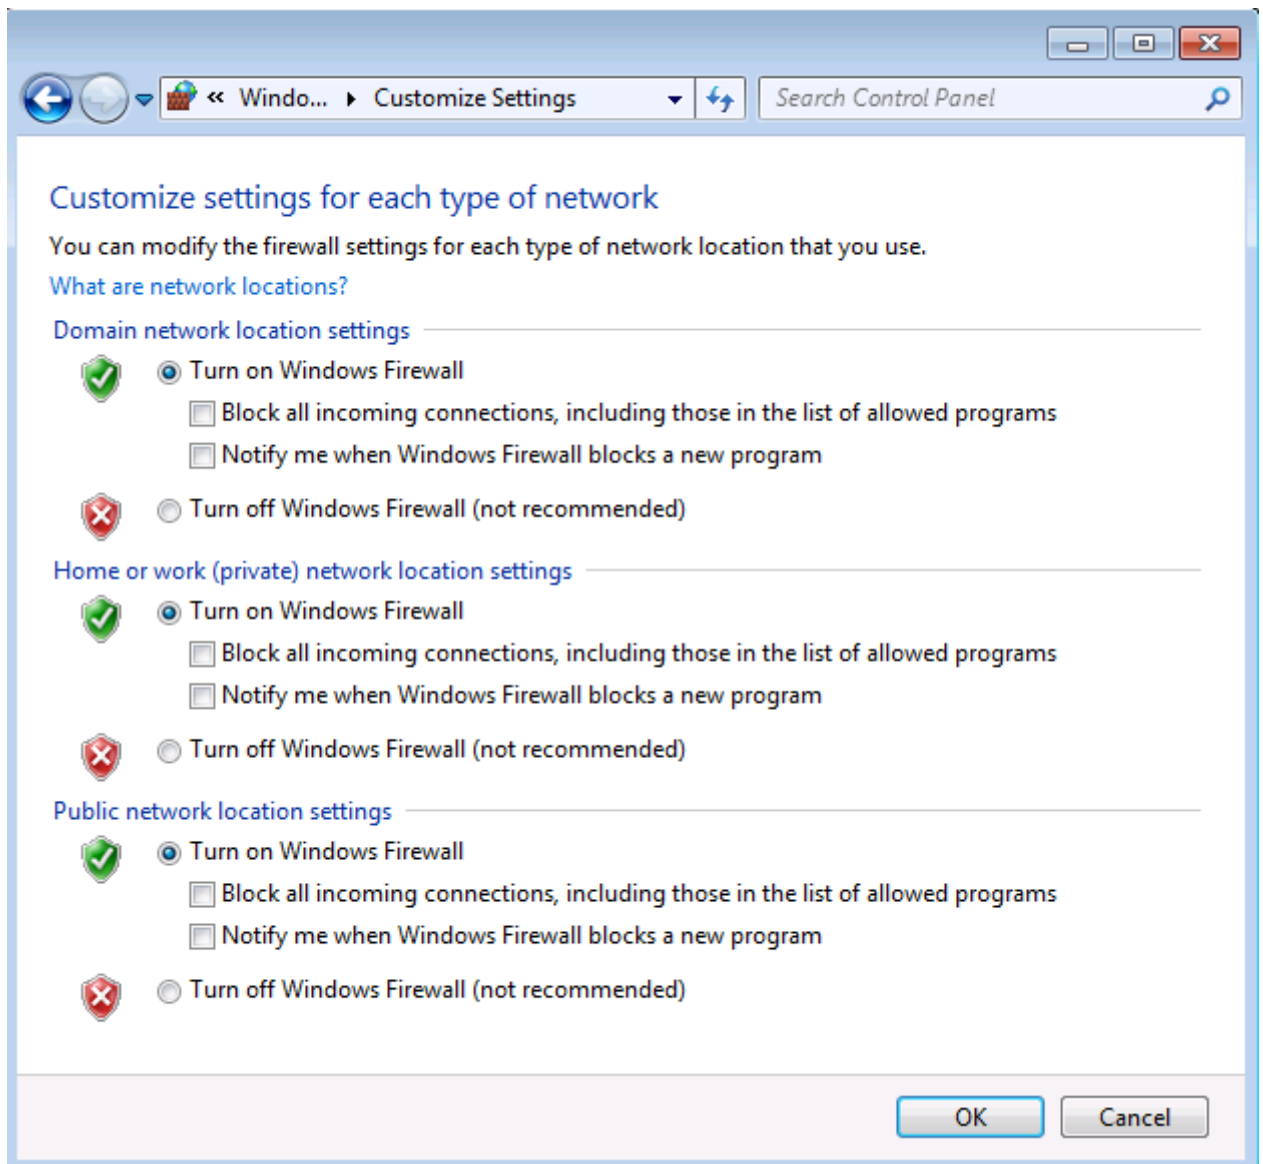 « Windo... ▸ Customize Settings
Search Control Panel
Customize settings for each type of network
You can modify the firewall settings for each type of network location that you use.
What are network locations?
Domain network location settings
Turn on Windows Firewall
Block all incoming connections, including those in the list of allowed programs
Notify me when Windows Firewall blocks a new program
Turn off Windows Firewall (not recommended)
Home or work (private) network location settings
Turn on Windows Firewall
Block all incoming connections, including those in the list of allowed programs
Notify me when Windows Firewall blocks a new program
Turn off Windows Firewall (not recommended)
Public network location settings
Turn on Windows Firewall
Block all incoming connections, including those in the list of allowed programs
Notify me when Windows Firewall blocks a new program
Turn off Windows Firewall (not recommended)
OK
Cancel